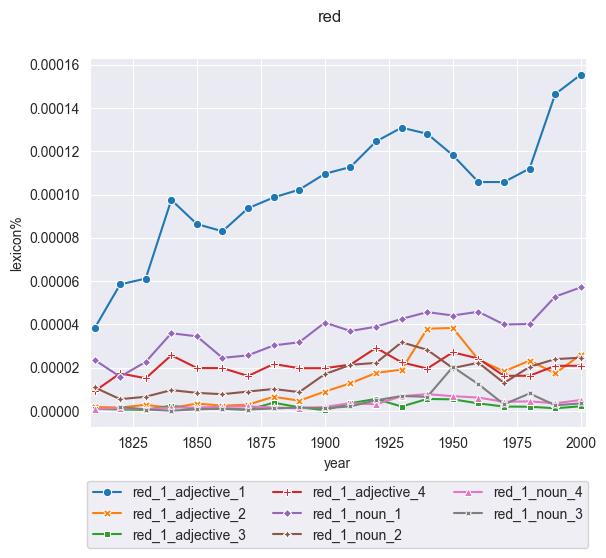 red
0.00016
0.00014
0.00012
0.00010
0.00008
0.00006
0.00004
0.00002
0.00000
lexicon%
1825 1850 1875 1900 1925 1950 1975 2000
year
red_1_adjective_1 red_1_adjective_4 red_1_noun_4
red_1_adjective_2 red_1_noun_1 red_1_noun_3
red_1_adjective_3 red_1_noun_2